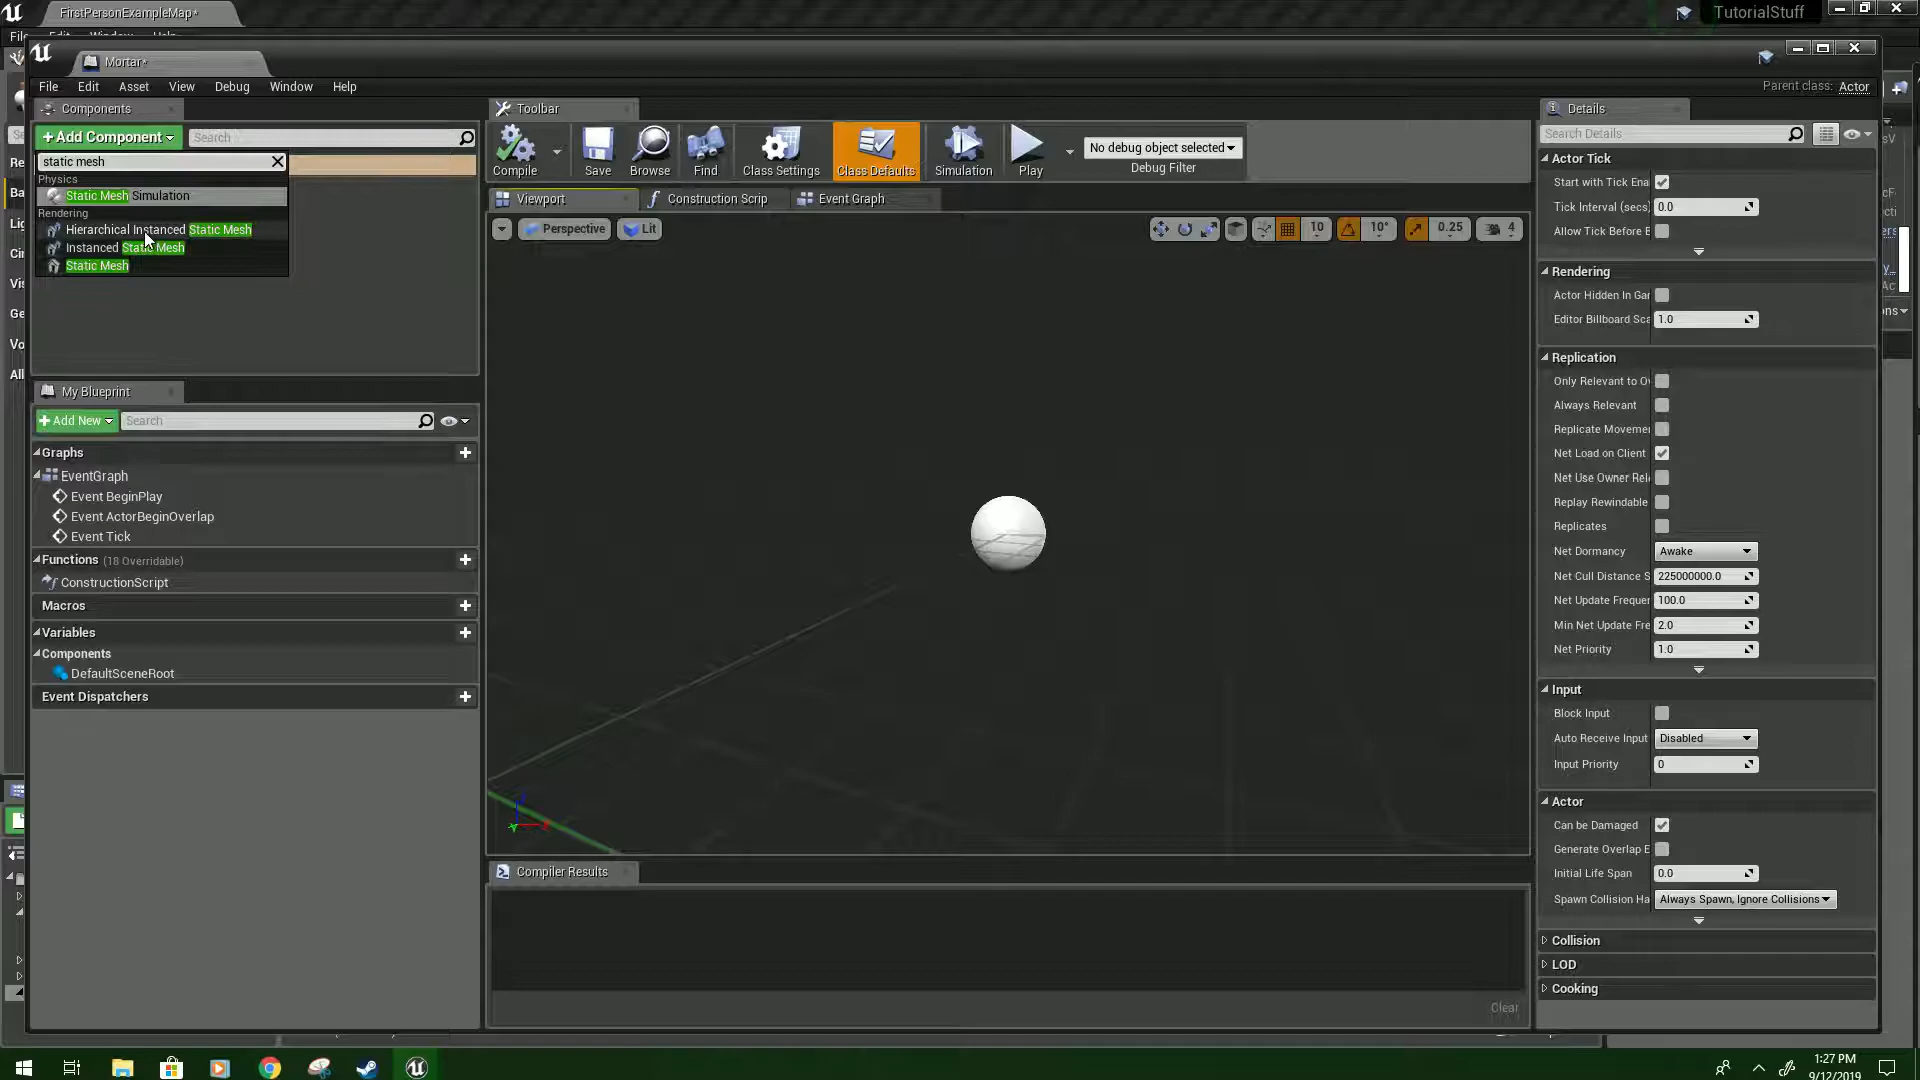 FirstPersonExampleMap*
TutorialStuff
Mortar*
File Edit Asset View Debug Window Help
Parent class: Actor
Components
+ Add Component
Search
static mesh
Physics
Static Mesh Simulation
Rendering
Hierarchical Instanced Static Mesh
Instanced Static Mesh
Static Mesh
My Blueprint
+ Add New
Search
Graphs
EventGraph
Event BeginPlay
Event ActorBeginOverlap
Event Tick
Functions (18 Overridable)
ConstructionScript
Macros
Variables
Components
DefaultSceneRoot
Event Dispatchers
Toolbar
Compile Save Browse Find Class Settings Class Defaults Simulation Play
No debug object selected
Debug Filter
Viewport Construction Scrip Event Graph
Perspective Lit
10 10° 0.25 4
Compiler Results
Clear
Details
Search Details
Actor Tick
Start with Tick Ena
Tick Interval (secs) 0.0
Allow Tick Before B
Rendering
Actor Hidden In Gar
Editor Billboard Sca 1.0
Replication
Only Relevant to Ov
Always Relevant
Replicate Movemer
Net Load on Client
Net Use Owner Rele
Replay Rewindable
Replicates
Net Dormancy Awake
Net Cull Distance S 225000000.0
Net Update Frequer 100.0
Min Net Update Fre 2.0
Net Priority 1.0
Input
Block Input
Auto Receive Input Disabled
Input Priority 0
Actor
Can be Damaged
Generate Overlap E
Initial Life Span 0.0
Spawn Collision Ha Always Spawn, Ignore Collisions
Collision
LOD
Cooking
1:27 PM
9/12/2019